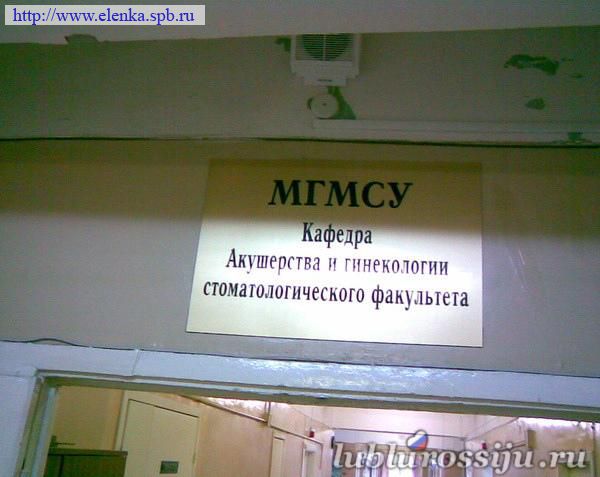 http://www.elenka.spb.ru
МГМСУ
Кафедра
Акушерства и гинекологии
стоматологического факультета
lublurossiju.ru